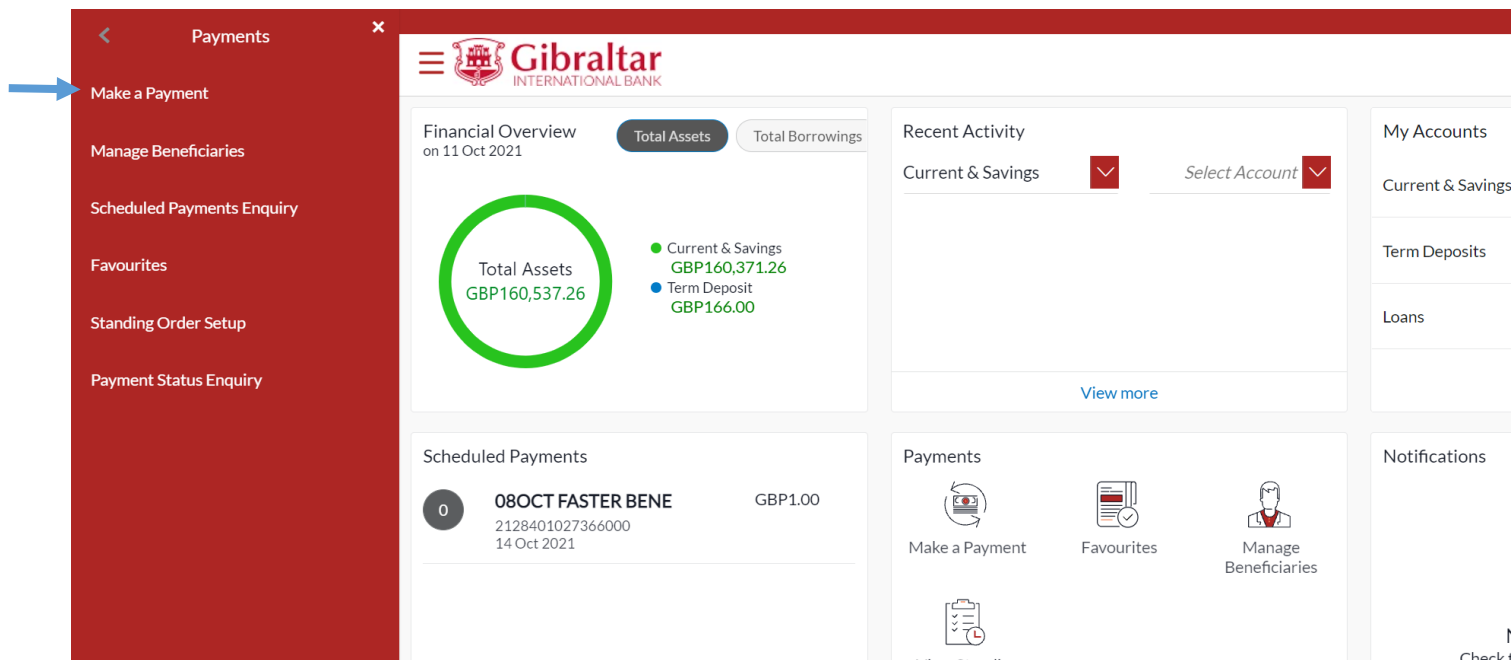 Payments
Make a Payment
Manage Beneficiaries
Scheduled Payments Enquiry
Favourites
Standing Order Setup
Payment Status Enquiry
Gibraltar
INTERNATIONAL BANK
Financial Overview
on 11 Oct 2021
Total Assets
Total Borrowings
Total Assets
GBP160,537.26
Current & Savings
GBP160,371.26
Term Deposit
GBP166.00
Recent Activity
Current & Savings
Select Account
View more
My Accounts
Current & Savings
Term Deposits
Loans
Scheduled Payments
0
08OCT FASTER BENE
GBP1.00
2128401027366000
14 Oct 2021
Payments
Make a Payment
Favourites
Manage
Beneficiaries
Notifications
Check